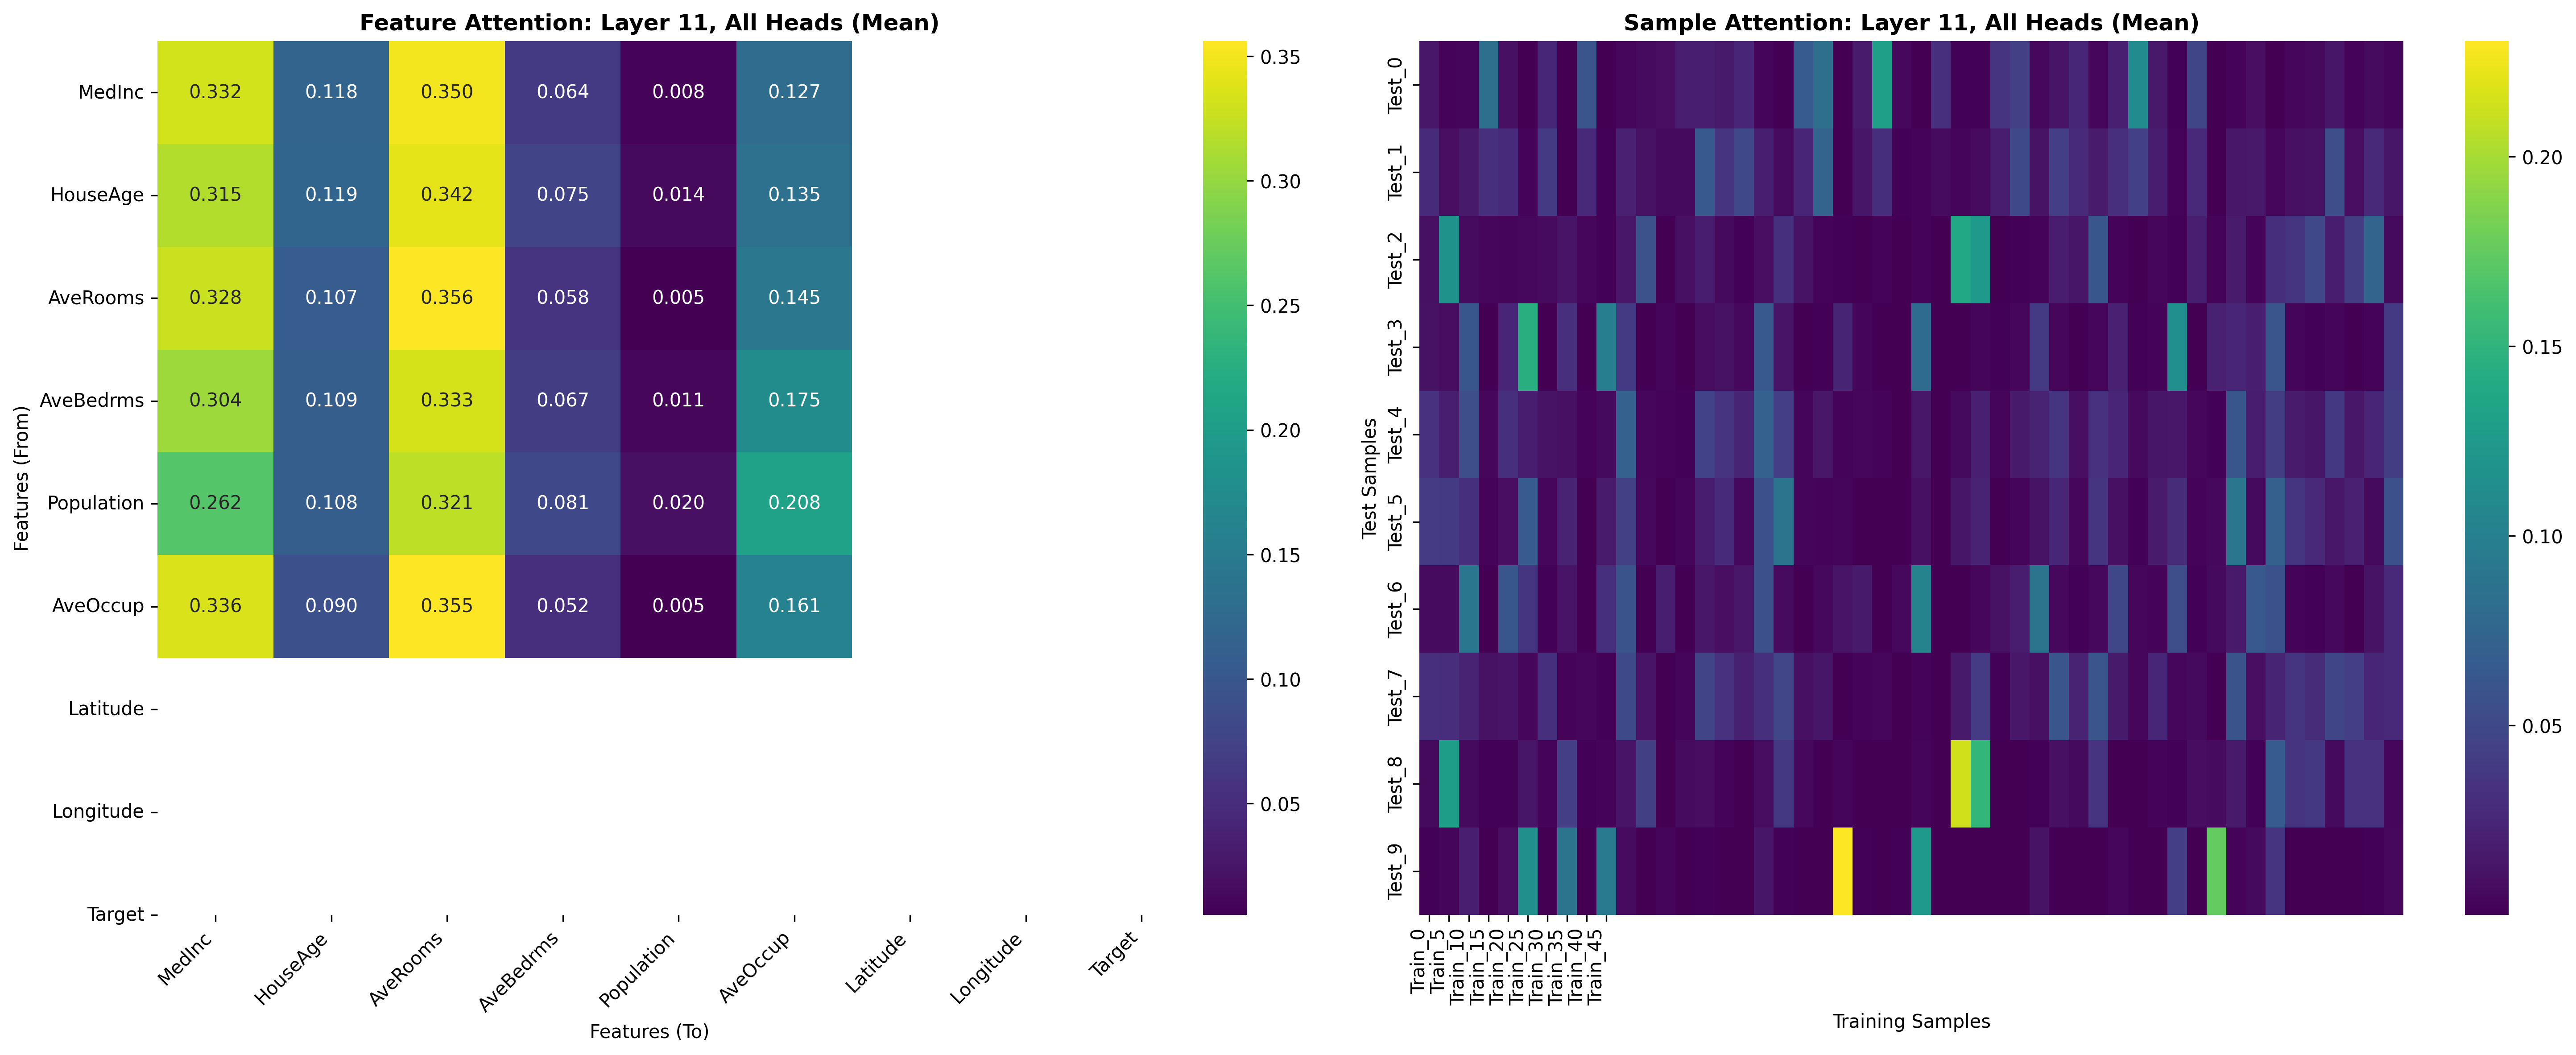 Feature Attention: Layer 11, All Heads (Mean)
Features (From)
MedInc 0.332 0.118 0.350 0.064 0.008 0.127
HouseAge 0.315 0.119 0.342 0.075 0.014 0.135
AveRooms 0.328 0.107 0.356 0.058 0.005 0.145
AveBedrms 0.304 0.109 0.333 0.067 0.011 0.175
Population 0.262 0.108 0.321 0.081 0.020 0.208
AveOccup 0.336 0.090 0.355 0.052 0.005 0.161
Latitude
Longitude
Target
MedInc HouseAge AveRooms AveBedrms Population AveOccup Latitude Longitude Target
Features (To)
0.35
0.30
0.25
0.20
0.15
0.10
0.05
Sample Attention: Layer 11, All Heads (Mean)
Test Samples
Test_0
Test_1
Test_2
Test_3
Test_4
Test_5
Test_6
Test_7
Test_8
Test_9
Train_0 Train_5 Train_10 Train_15 Train_20 Train_25 Train_30 Train_35 Train_40 Train_45
Training Samples
0.20
0.15
0.10
0.05